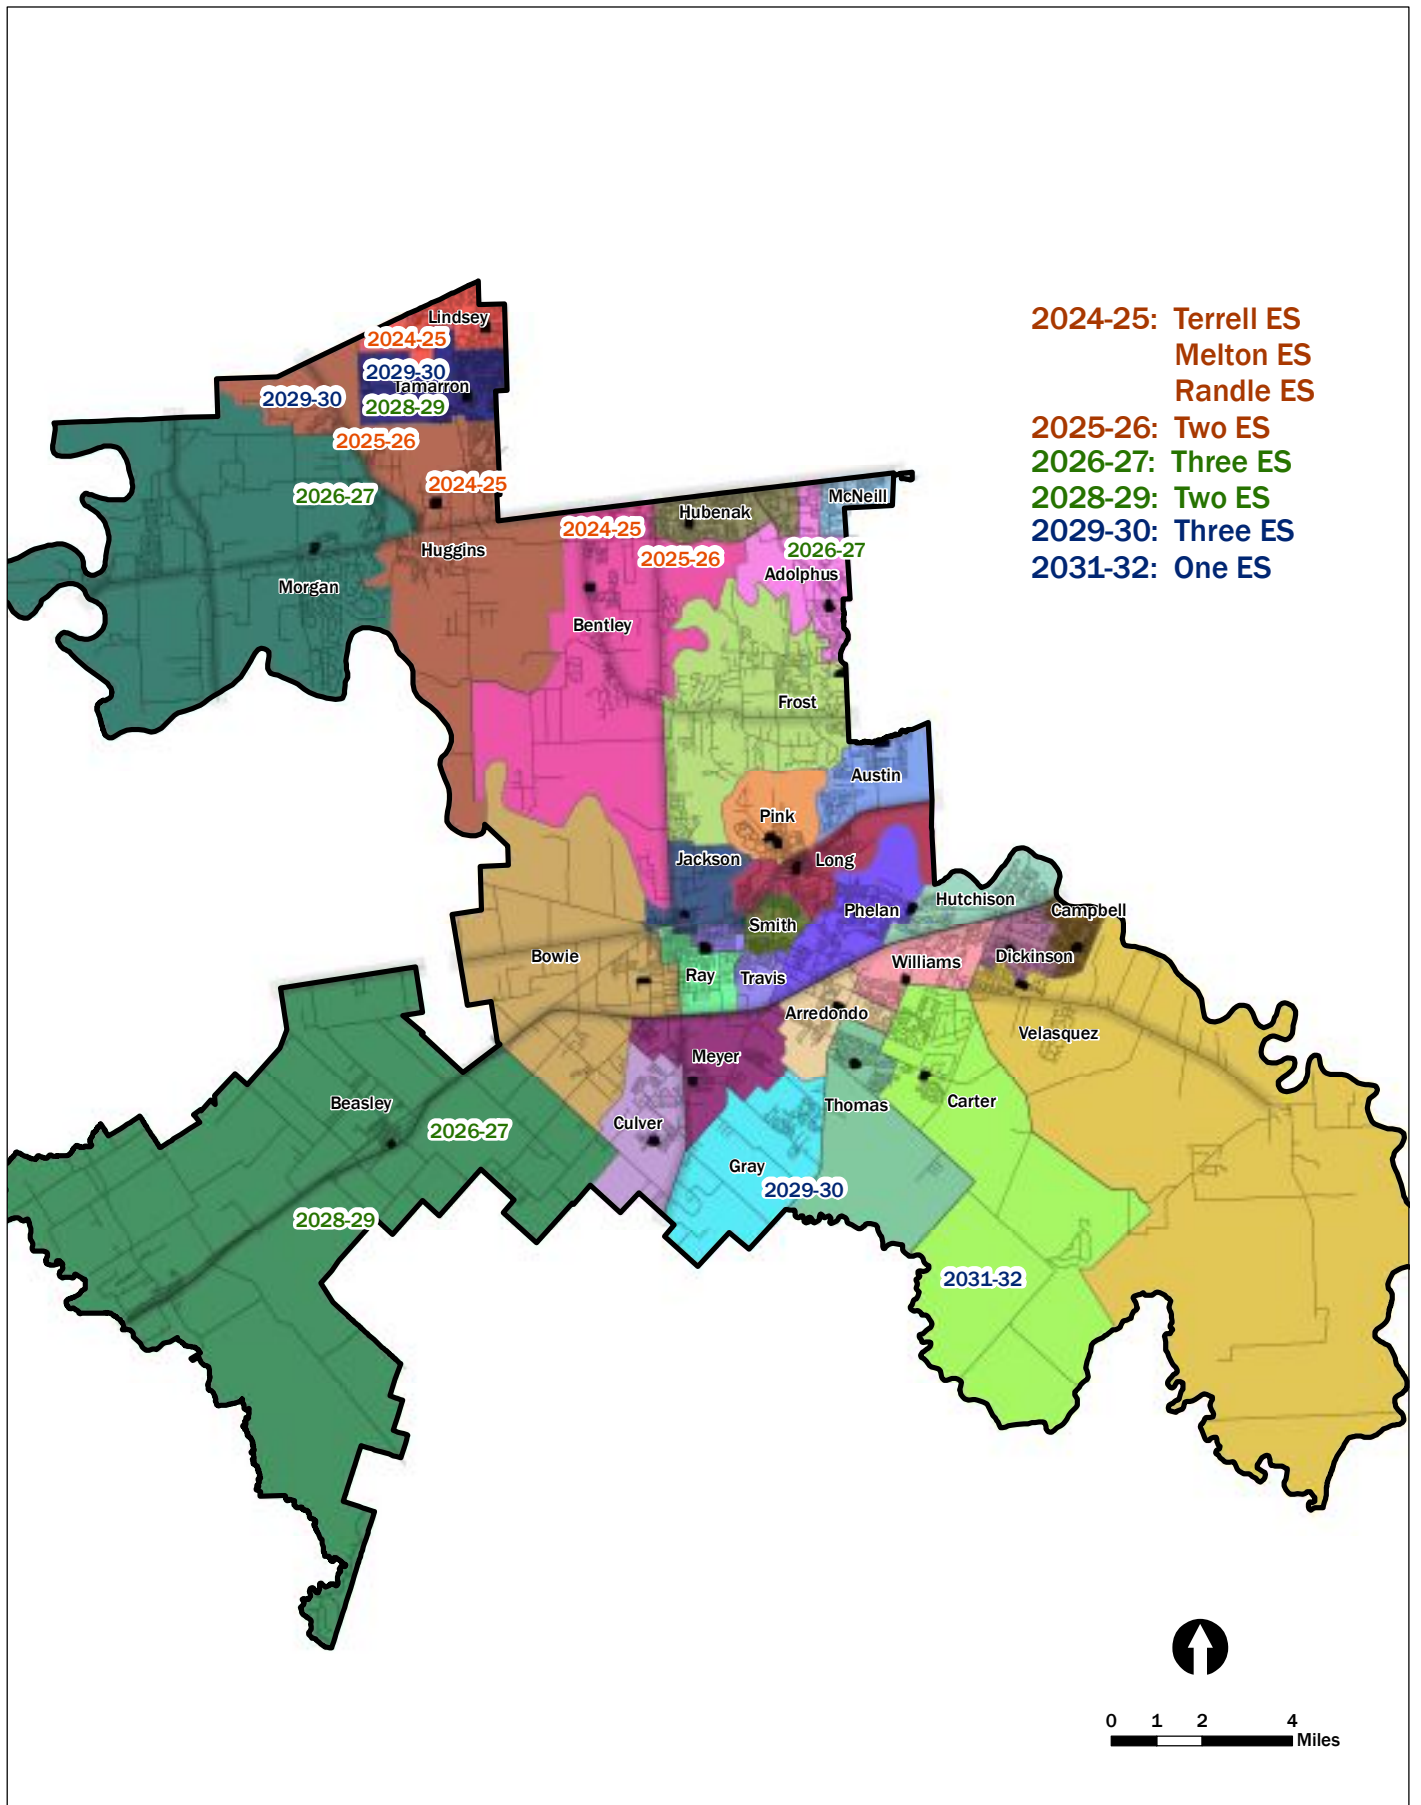 Lindsey
2024-25
2029-30
Tamarron
2029-30
2028-29
2025-26
2026-27
2024-25
Huggins
Morgan
2024-25
Hubenak
McNeill
2025-26
2026-27
Adolphus
Bentley
Frost
Austin
Pink
Jackson
Long
Hutchison
Campbell
Phelan
Smith
Bowie
Ray
Travis
Williams
Dickinson
Arredondo
Velasquez
Meyer
Beasley
2026-27
Culver
Thomas
Carter
Gray
2029-30
2028-29
2031-32
2024-25: Terrell ES
Melton ES
Randle ES
2025-26: Two ES
2026-27: Three ES
2028-29: Two ES
2029-30: Three ES
2031-32: One ES
0 1 2 4
Miles